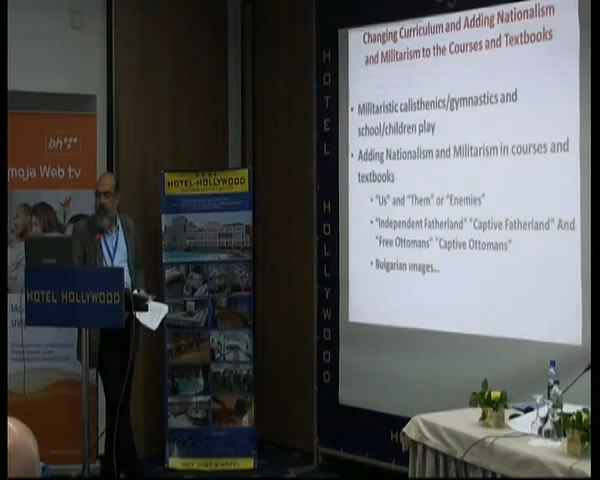 Changing Curriculum and Adding Nationalism
and Militarism to the Courses and Textbooks
• Militaristic calisthenics/gymnastics and
school/children play
• Adding Nationalism and Militarism in courses and
textbooks
• "Us" and "Them" or "Enemies"
• "Independent Fatherland" "Captive Fatherland" And
"Free Ottomans" "Captive Ottomans"
• Bulgarian images...
HOTEL HOLLYWOOD
bh
moja Web tv
HOTEL HOLLYWOOD
HOTEL HOLLYWOOD